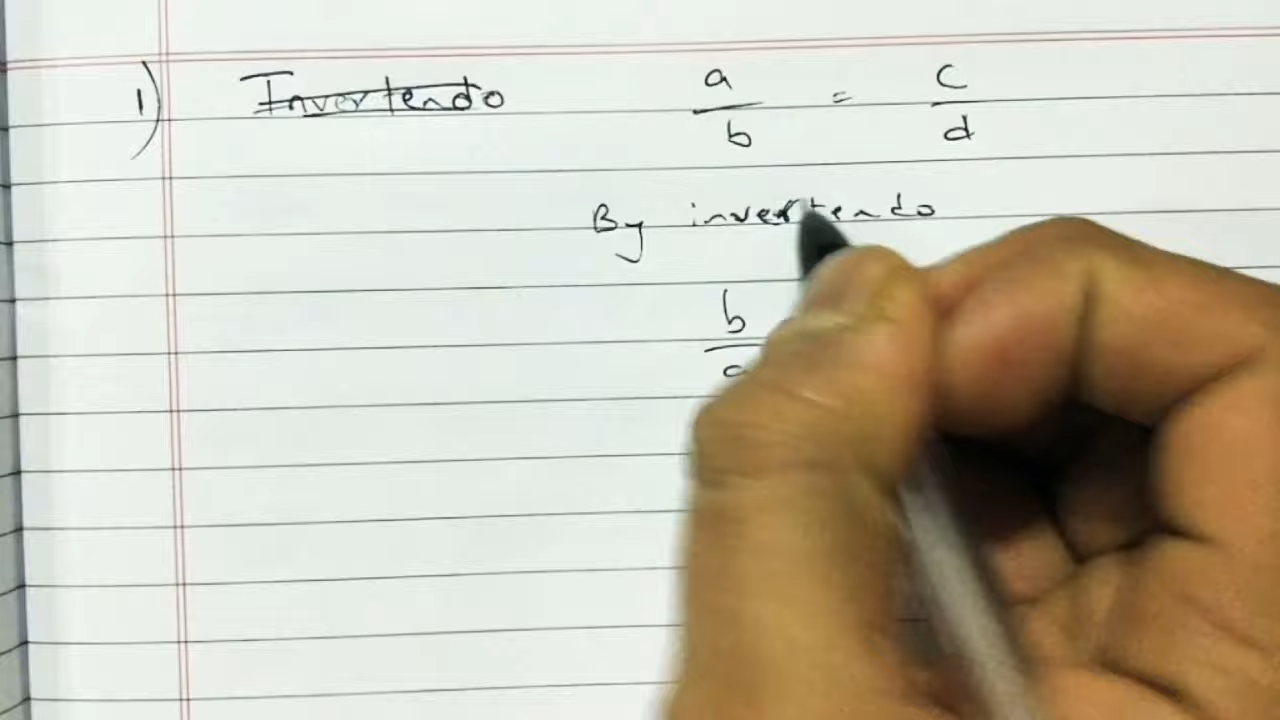 1) Invertendo a/b = c/d
By invertendo
b/a